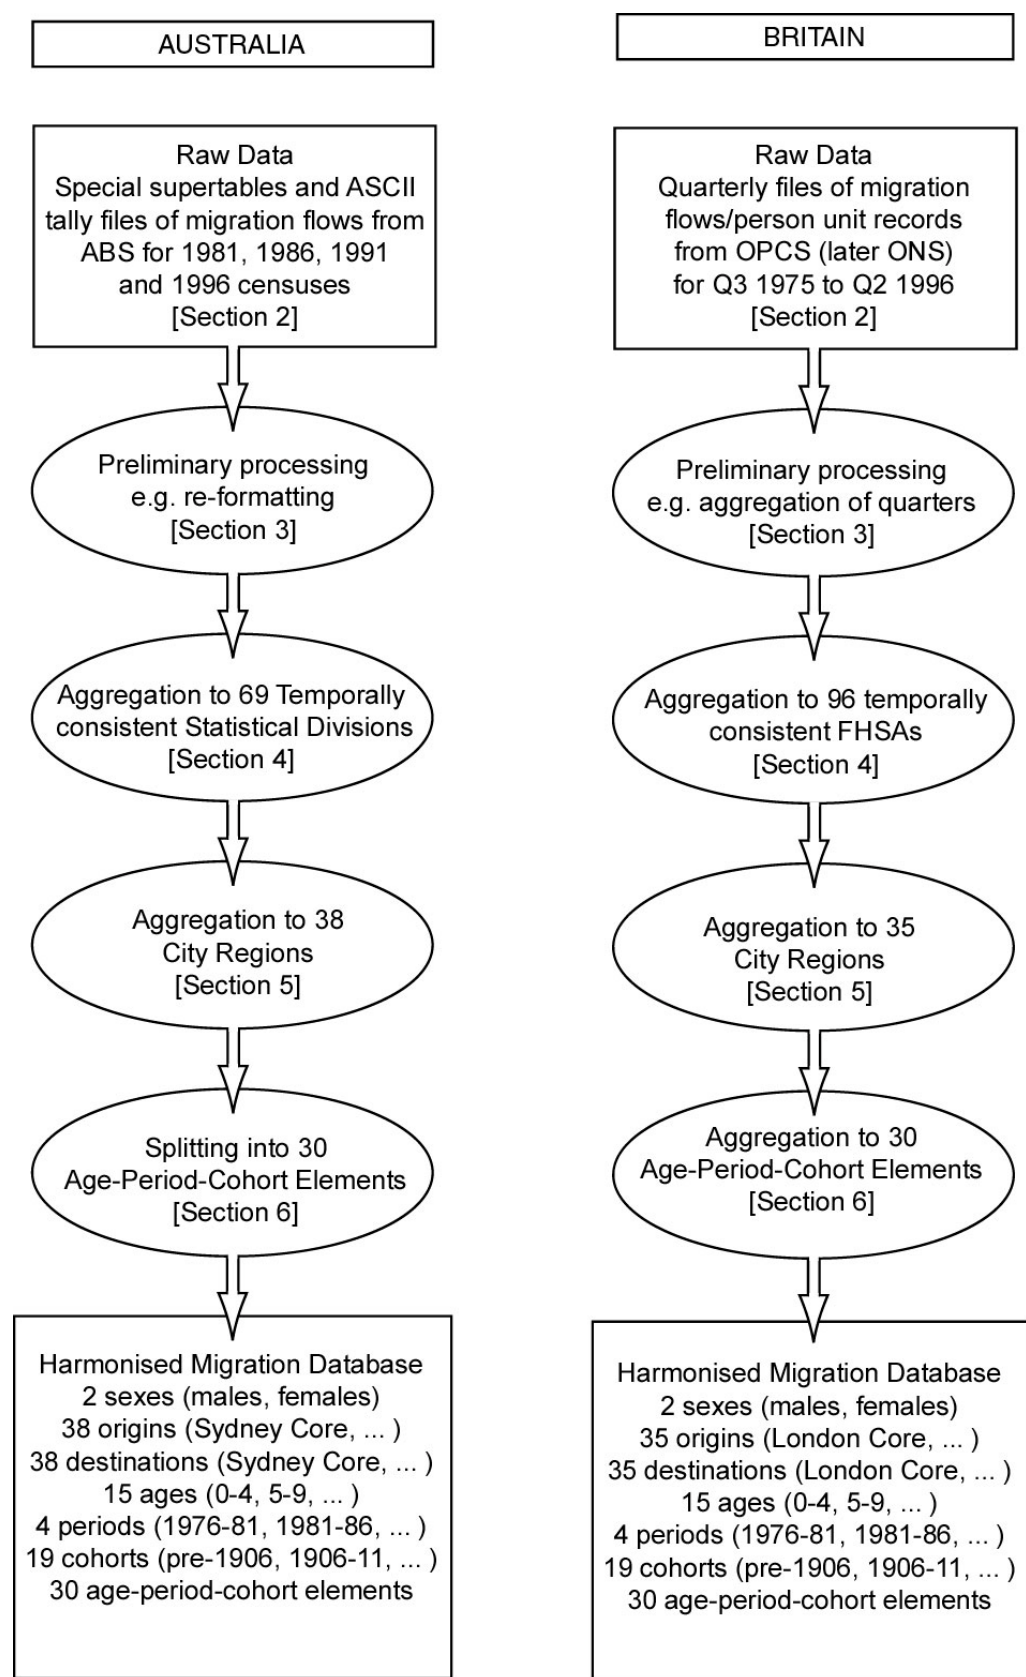 AUSTRALIA
Raw Data
Special supertables and ASCII
tally files of migration flows from
ABS for 1981, 1986, 1991
and 1996 censuses
[Section 2]
Preliminary processing
e.g. re-formatting
[Section 3]
Aggregation to 69 Temporally
consistent Statistical Divisions
[Section 4]
Aggregation to 38
City Regions
[Section 5]
Splitting into 30
Age-Period-Cohort Elements
[Section 6]
Harmonised Migration Database
2 sexes (males, females)
38 origins (Sydney Core, ... )
38 destinations (Sydney Core, ... )
15 ages (0-4, 5-9, ... )
4 periods (1976-81, 1981-86, ... )
19 cohorts (pre-1906, 1906-11, ... )
30 age-period-cohort elements
BRITAIN
Raw Data
Quarterly files of migration
flows/person unit records
from OPCS (later ONS)
for Q3 1975 to Q2 1996
[Section 2]
Preliminary processing
e.g. aggregation of quarters
[Section 3]
Aggregation to 96 temporally
consistent FHSAs
[Section 4]
Aggregation to 35
City Regions
[Section 5]
Aggregation to 30
Age-Period-Cohort Elements
[Section 6]
Harmonised Migration Database
2 sexes (males, females)
35 origins (London Core, ... )
35 destinations (London Core, ... )
15 ages (0-4, 5-9, ... )
4 periods (1976-81, 1981-86, ... )
19 cohorts (pre-1906, 1906-11, ... )
30 age-period-cohort elements